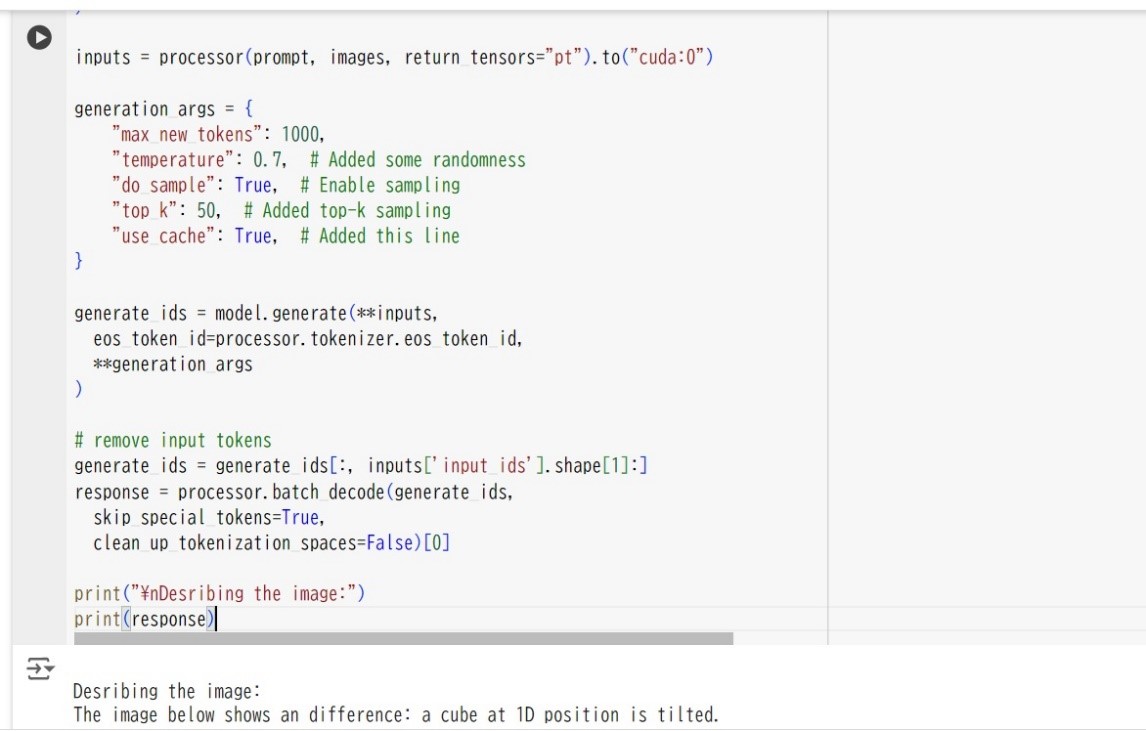 inputs = processor(prompt, images, return_tensors="pt").to("cuda:0")
generation_args = {
"max_new_tokens": 1000,
"temperature": 0.7,  # Added some randomness
"do_sample": True,  # Enable sampling
"top_k": 50,  # Added top-k sampling
"use_cache": True,  # Added this line
}
generate_ids = model.generate(**inputs,
eos_token_id=processor.tokenizer.eos_token_id,
**generation_args
)
# remove input tokens
generate_ids = generate_ids[:, inputs['input_ids'].shape[1]:]
response = processor.batch_decode(generate_ids,
skip_special_tokens=True,
clean_up_tokenization_spaces=False)[0]
print("¥nDesribing the image:")
print(response)
Desribing the image:
The image below shows an difference: a cube at 1D position is tilted.